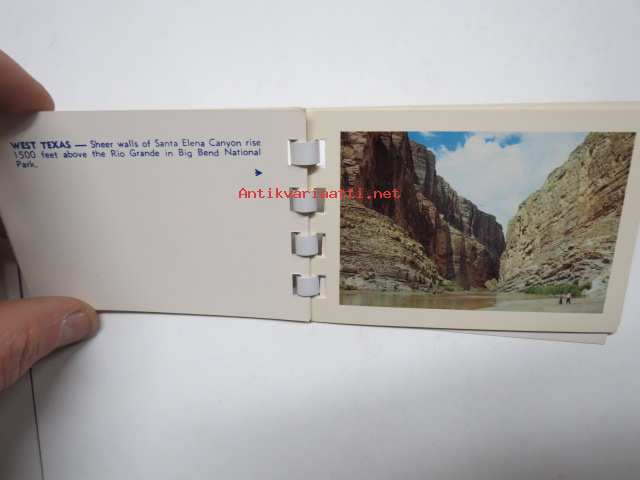 WEST TEXAS — Sheer walls of Santa Elena Canyon rise
1500 feet above the Rio Grande in Big Bend National
Park.
Antikvariaatti.net